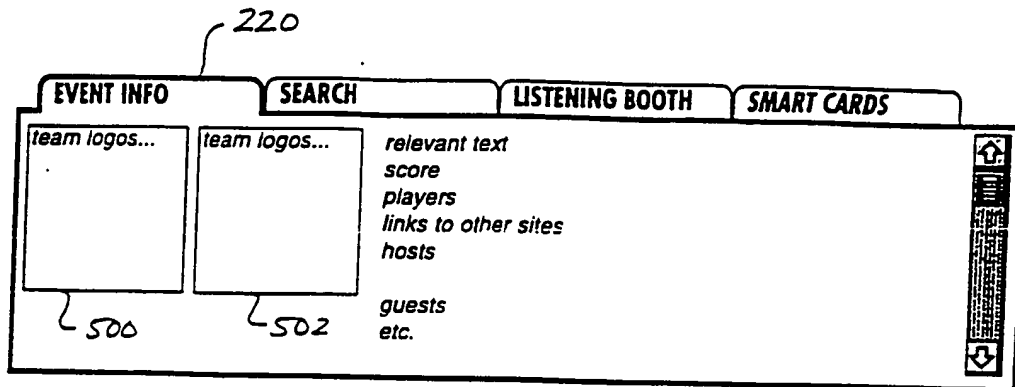 220
EVENT INFO SEARCH LISTENING BOOTH SMART CARDS
team logos... team logos... relevant text
score
players
links to other sites
hosts
guests
etc.
500 502